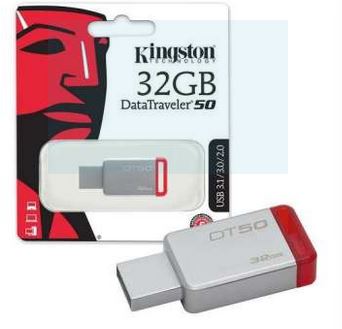 Kingston
TECHNOLOGY
32GB
DataTraveler 50
USB 3.1/3.0/2.0
DT50
32GB